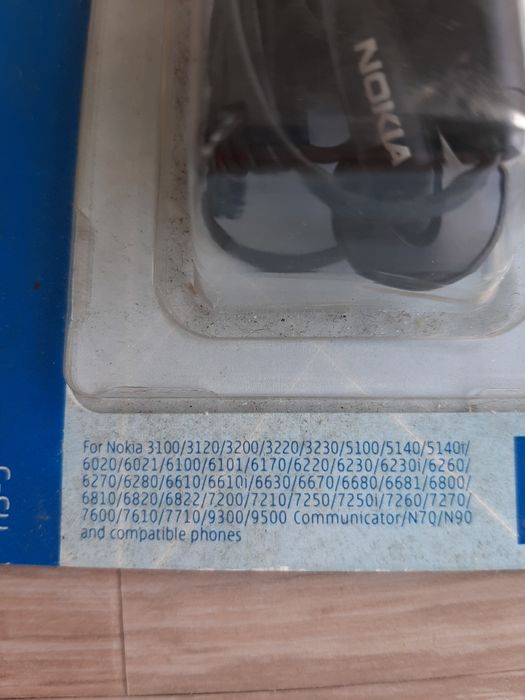 NOKIA
For Nokia 3100/3120/3200/3220/3230/5100/5140/5140i/
6020/6021/6100/6101/6170/6220/6230/6230i/6260/
6270/6280/6610/6610i/6630/6670/6680/6681/6800/
6810/6820/6822/7200/7210/7250/7250i/7260/7270/
7600/7610/7710/9300/9500 Communicator/N70/N90
and compatible phones
HS-5